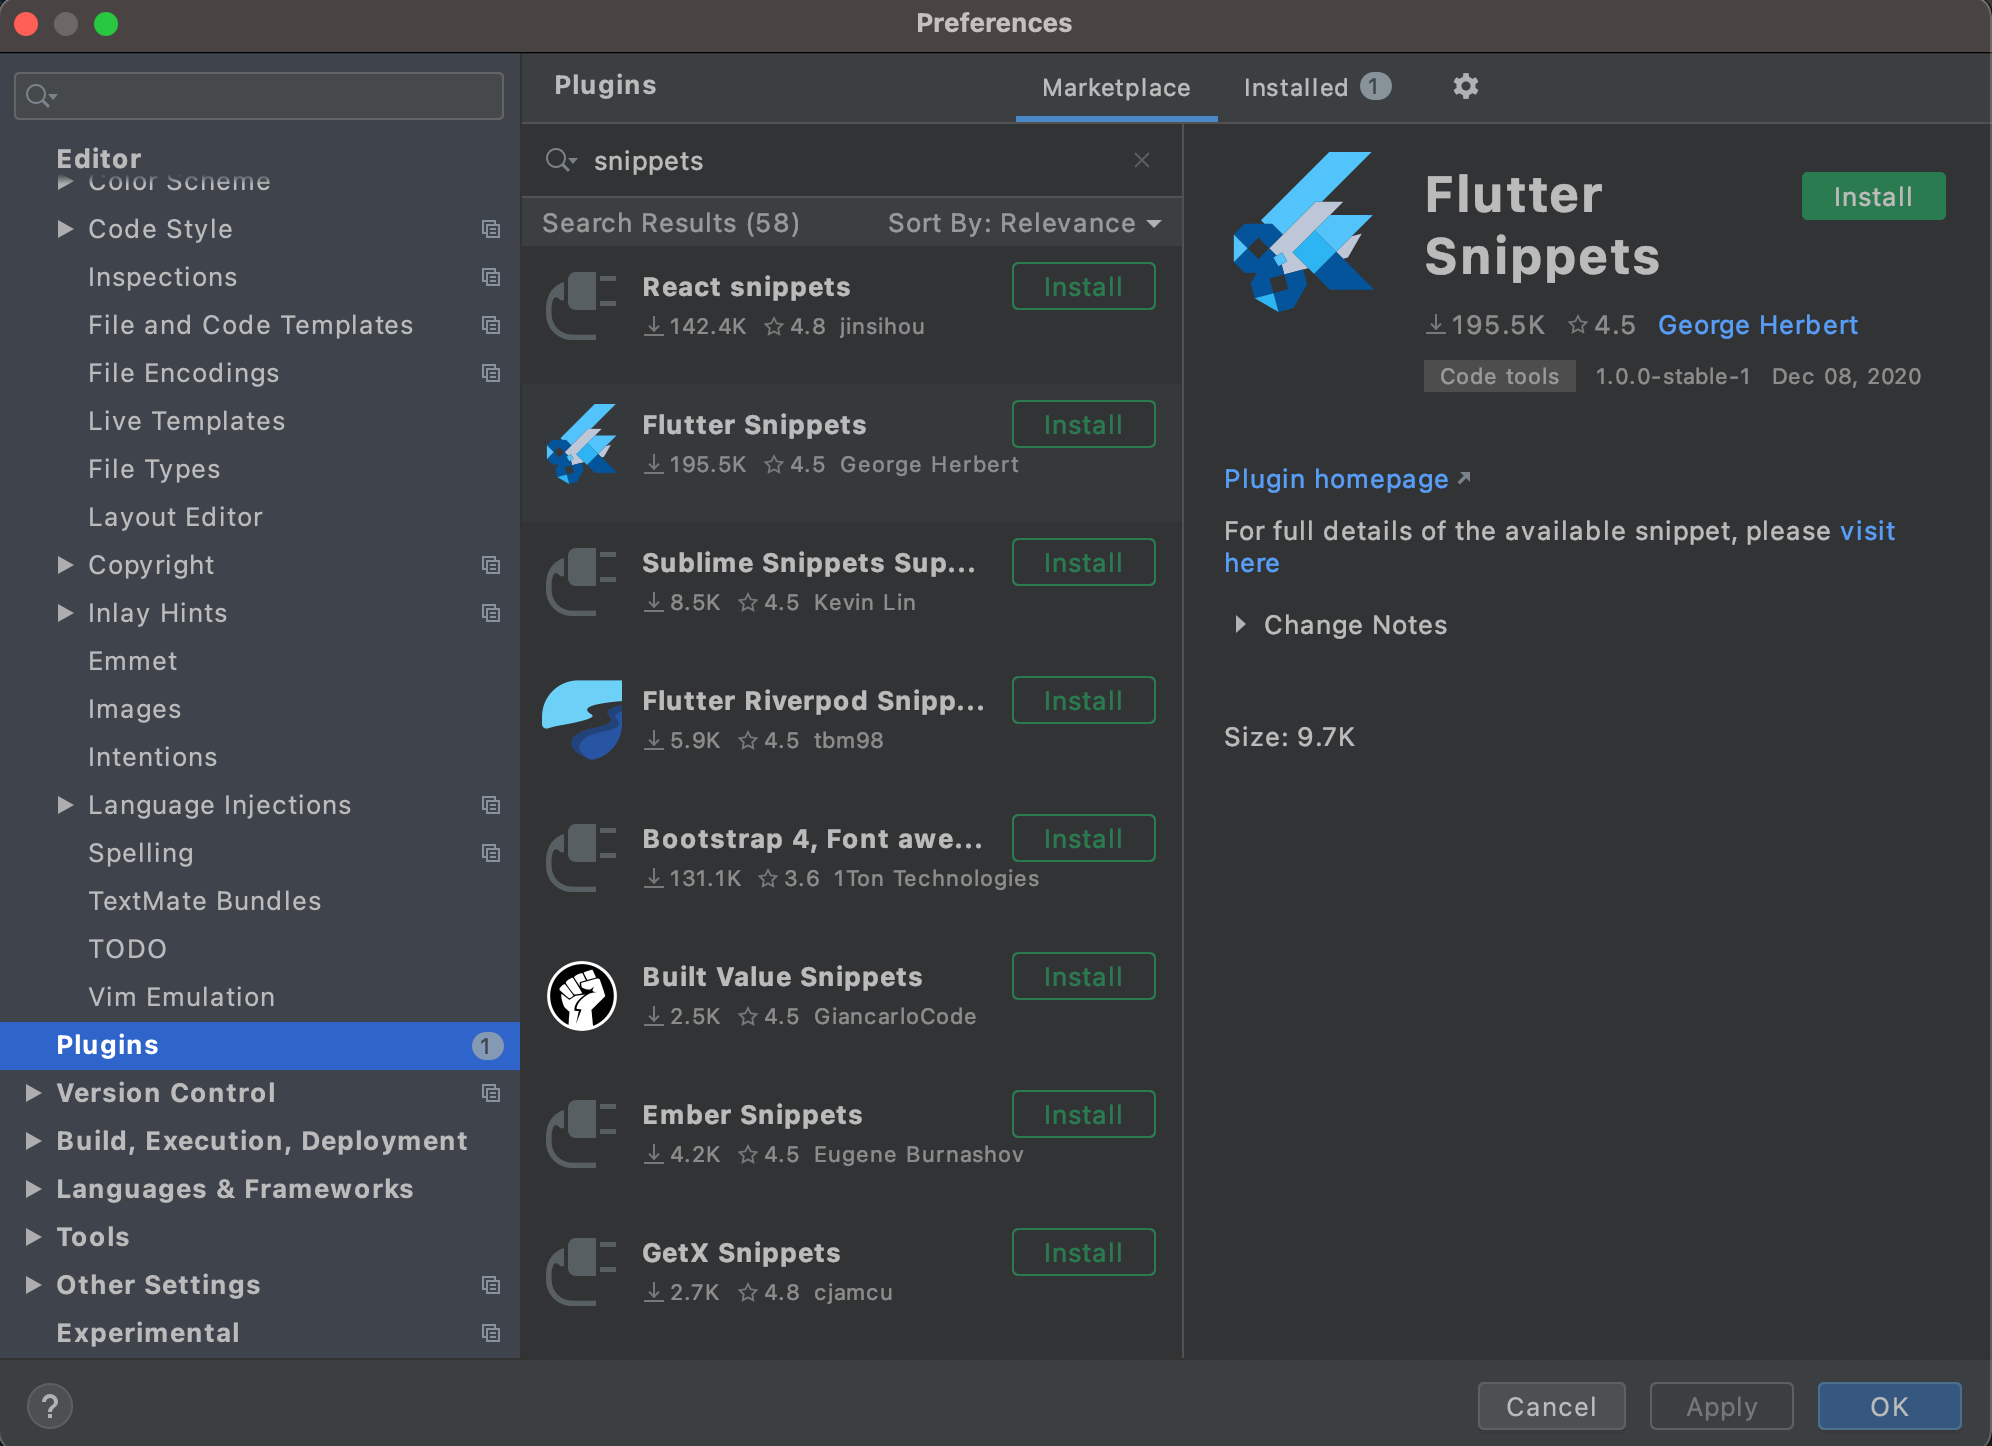 Preferences
Editor
Color Scheme
Code Style
Inspections
File and Code Templates
File Encodings
Live Templates
File Types
Layout Editor
Copyright
Inlay Hints
Emmet
Images
Intentions
Language Injections
Spelling
TextMate Bundles
TODO
Vim Emulation
Plugins 1
Version Control
Build, Execution, Deployment
Languages & Frameworks
Tools
Other Settings
Experimental
Plugins
Marketplace
Installed 1
snippets
Search Results (58) Sort By: Relevance
React snippets Install
142.4K 4.8 jinsihou
Flutter Snippets Install
195.5K 4.5 George Herbert
Sublime Snippets Sup... Install
8.5K 4.5 Kevin Lin
Flutter Riverpod Snipp... Install
5.9K 4.5 tbm98
Bootstrap 4, Font awe... Install
131.1K 3.6 1Ton Technologies
Built Value Snippets Install
2.5K 4.5 GiancarloCode
Ember Snippets Install
4.2K 4.5 Eugene Burnashov
GetX Snippets Install
2.7K 4.8 cjamcu
Flutter
Snippets
Install
195.5K 4.5 George Herbert
Code tools 1.0.0-stable-1 Dec 08, 2020
Plugin homepage
For full details of the available snippet, please visit
here
Change Notes
Size: 9.7K
?
Cancel
Apply
OK